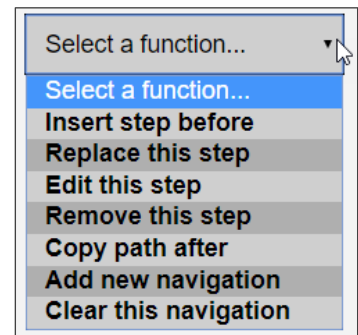 Select a function...
Select a function...
Insert step before
Replace this step
Edit this step
Remove this step
Copy path after
Add new navigation
Clear this navigation